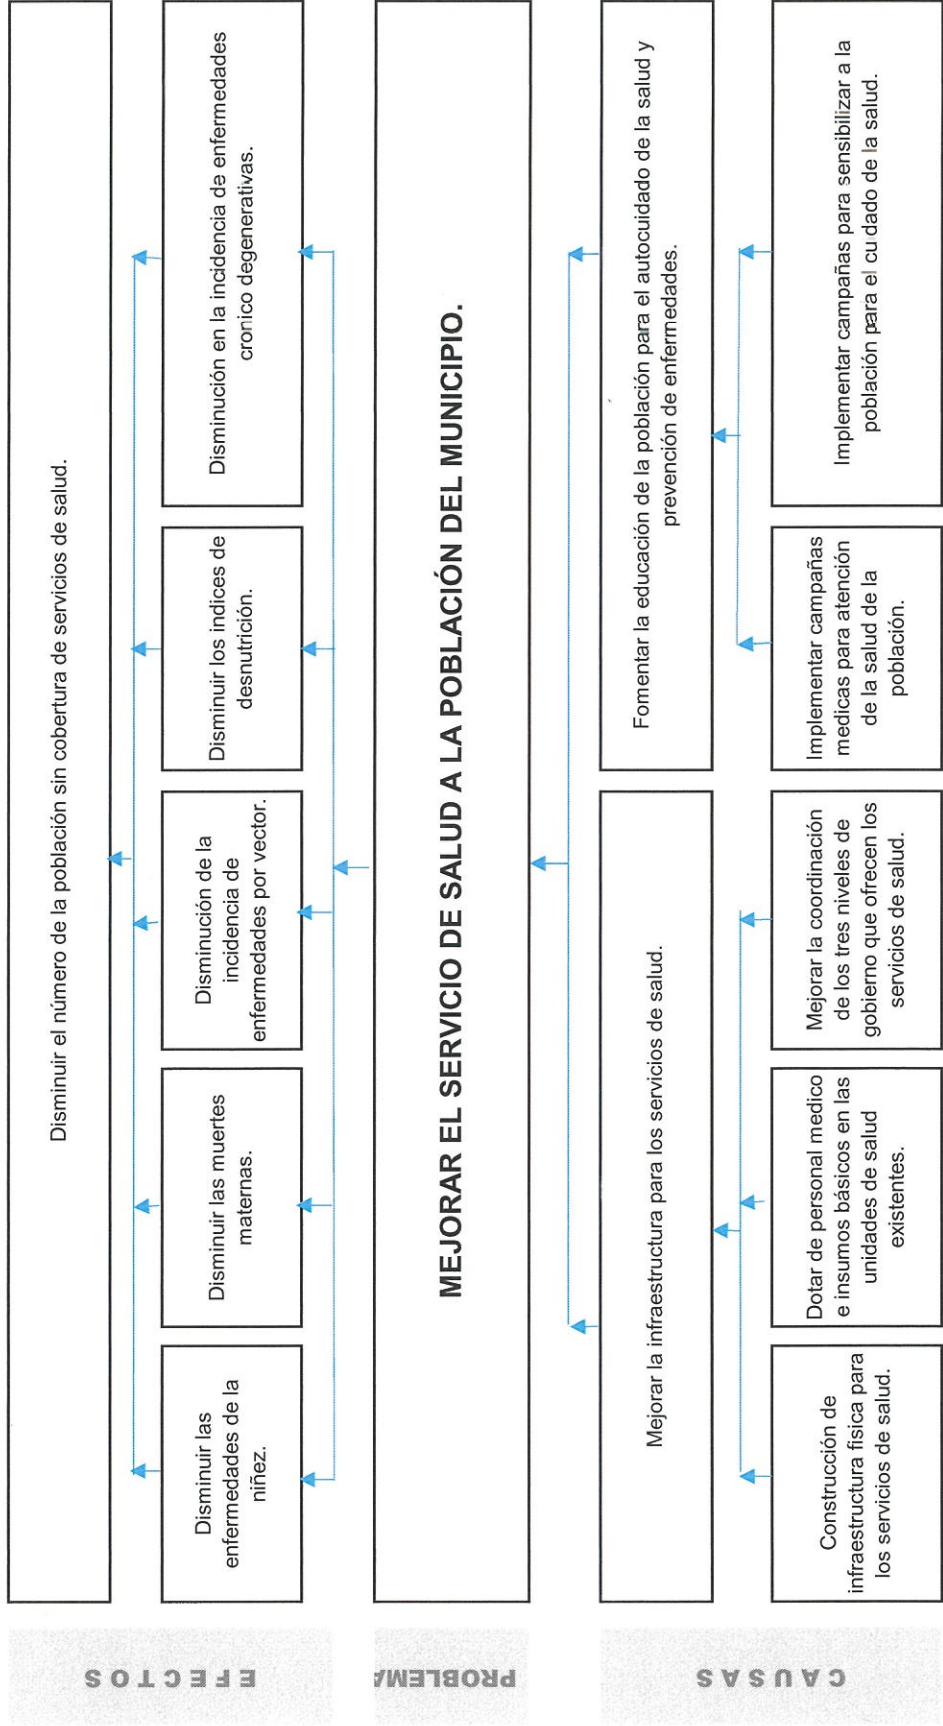 EFECTOS
Disminuir el número de la población sin cobertura de servicios de salud.
Disminuir las
enfermedades de la
niñez.
Disminuir las muertes
maternas.
Disminución de la
incidencia de
enfermedades por vector.
Disminuir los indices de
desnutrición.
Disminución en la incidencia de enfermedades
cronico degenerativas.
PROBLEMA
MEJORAR EL SERVICIO DE SALUD A LA POBLACIÓN DEL MUNICIPIO.
CAUSAS
Mejorar la infraestructura para los servicios de salud.
Fomentar la educación de la población para el autocuidado de la salud y
prevención de enfermedades.
Construcción de
infraestructura fisica para
los servicios de salud.
Dotar de personal medico
e insumos básicos en las
unidades de salud
existentes.
Mejorar la coordinación
de los tres niveles de
gobierno que ofrecen los
servicios de salud.
Implementar campañas
medicas para atención
de la salud de la
población.
Implementar campañas para sensibilizar a la
población para el cuidado de la salud.